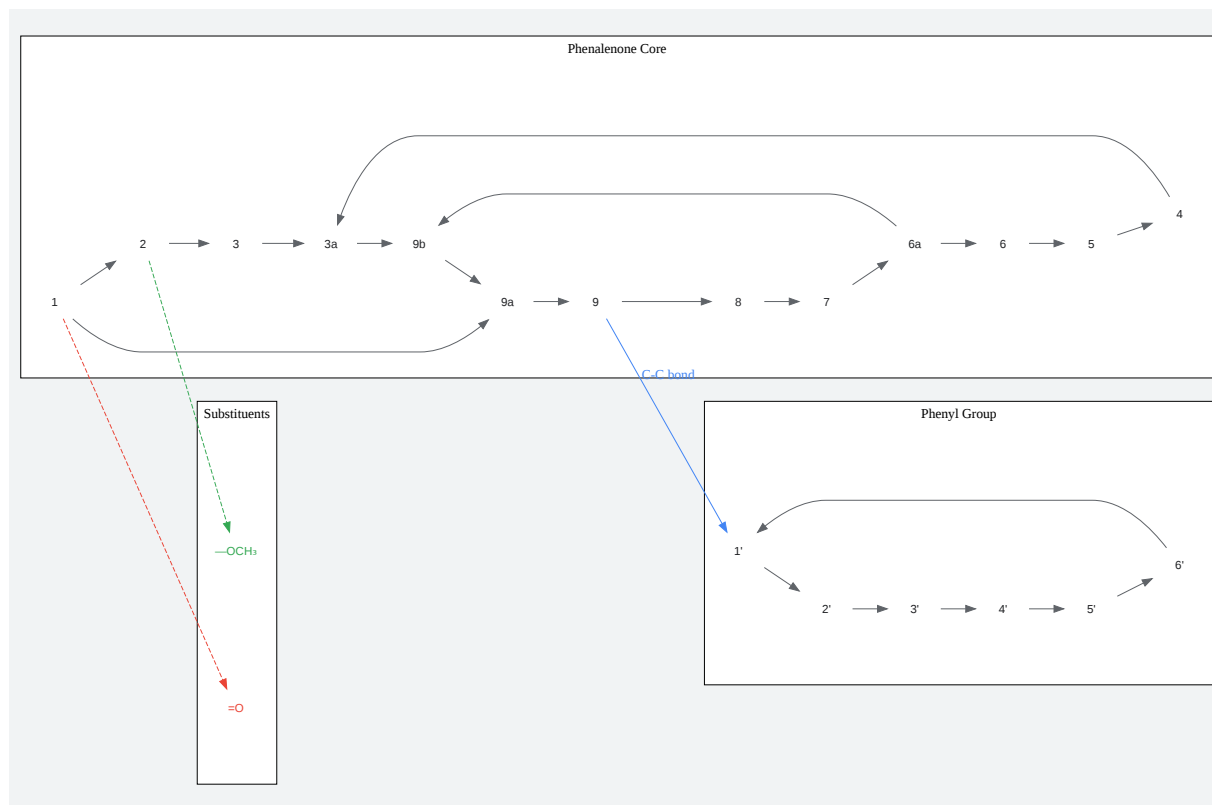 Phenalenone Core
4
2
3
3a
9b
6a
6
5
1
9a
9
8
7
C-C bond
Substituents
Phenyl Group
—OCH₃
1'
6'
2'
3'
4'
5'
=O